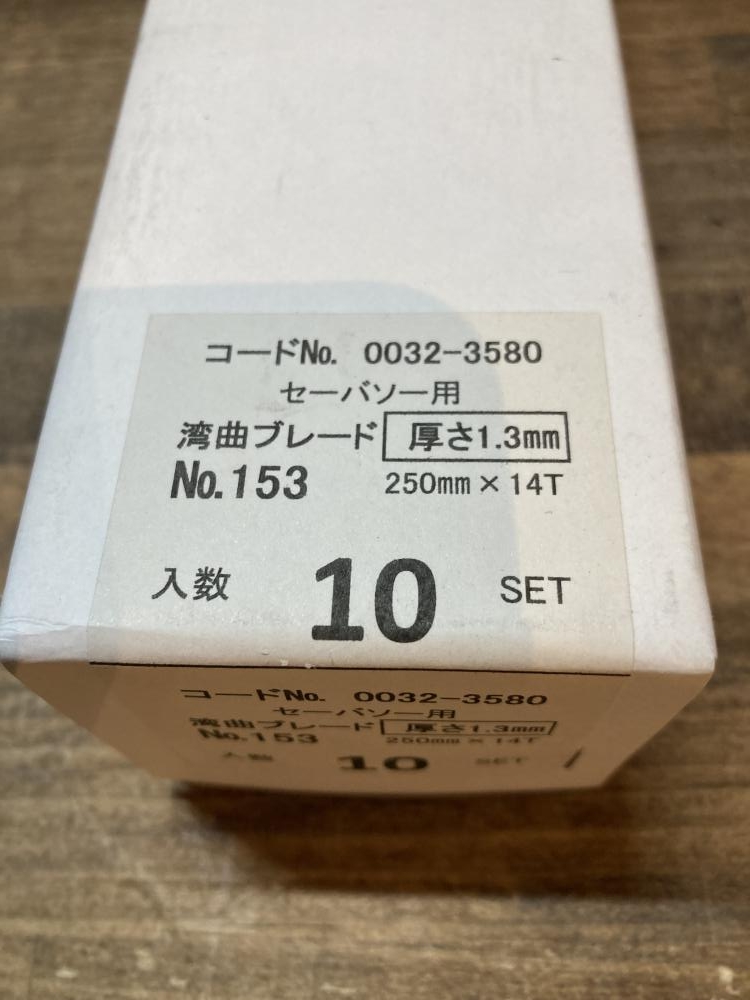 コードNo. 0032-3580
セーバソー用
湾曲ブレード 厚さ1.3mm
No.153 250mm×14T
入数 10 SET
コードNo. 0032-3580
セーバソー用
湾曲ブレード 厚さ1.3mm
No.153 250mm×14T
入数 10 SET